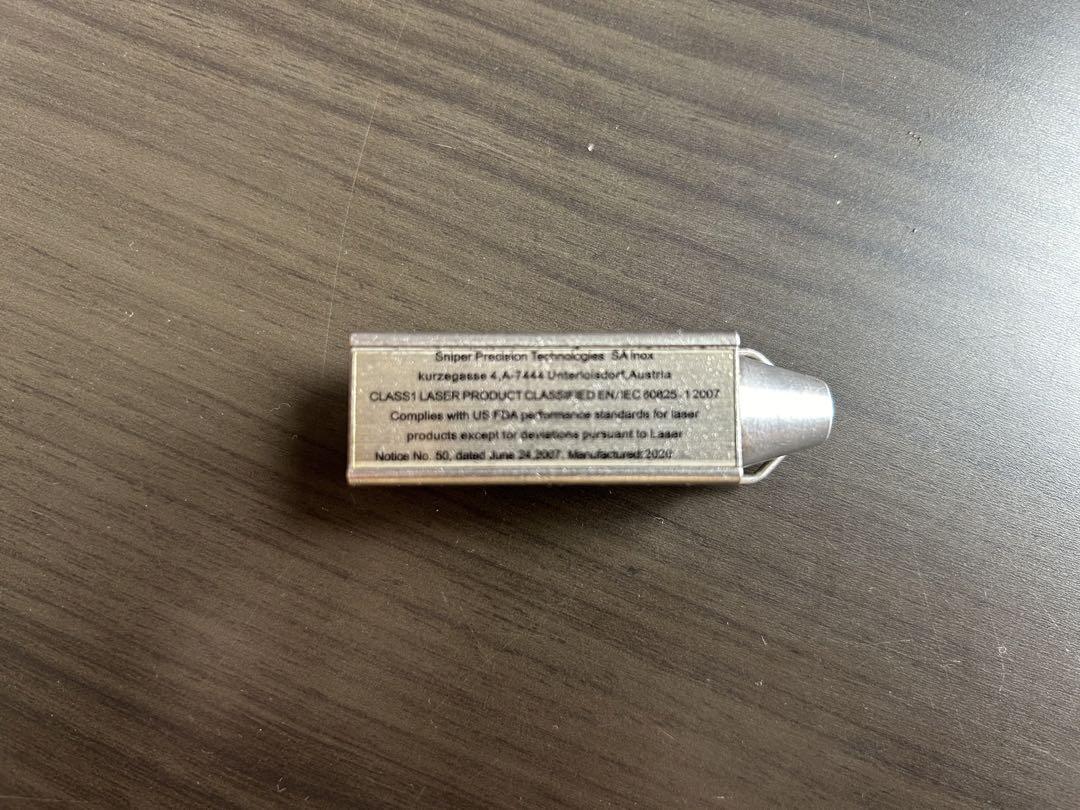 Sniper Precision Technologies SA Inox
kurzegasse 4,A-7444 Unterloisdorf,Austria
CLASS1 LASER PRODUCT CLASSIFIED EN/IEC 60825-1 2007
Complies with US FDA performance standards for laser
products except for deviations pursuant to Laser
Notice No. 50, dated June 24,2007, Manufactured:2020